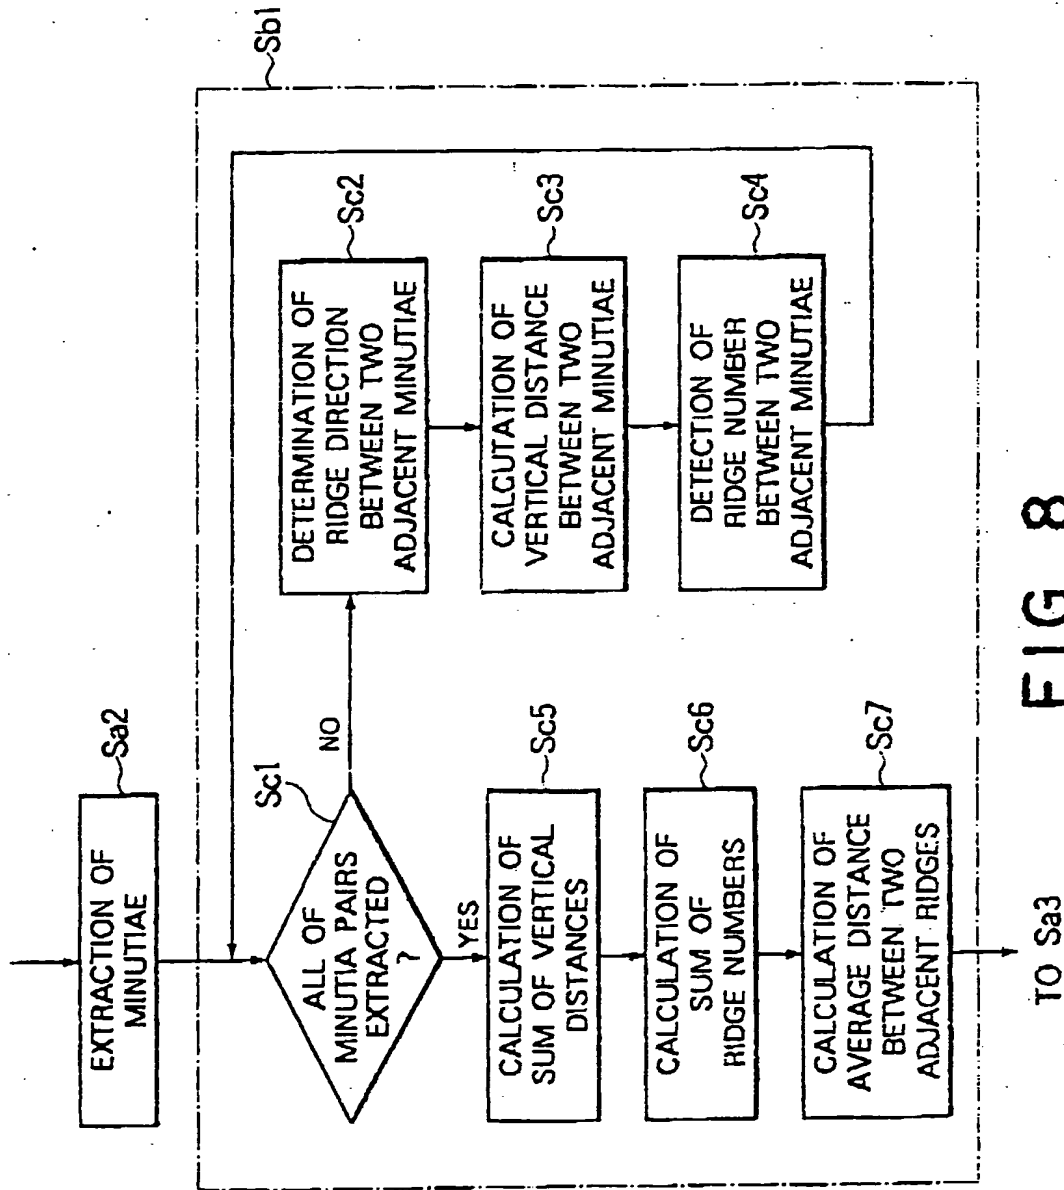 EXTRACTION OF
MINUTIAE
Sa2
Sb1
ALL OF
MINUTIA PAIRS
EXTRACTED
?
Sc1
NO
YES
DETERMINATION OF
RIDGE DIRECTION
BETWEEN TWO
ADJACENT MINUTIAE
Sc2
CALCUTATION OF
VERTICAL DISTANCE
BETWEEN TWO
ADJACENT MINUTIAE
Sc3
DETECTION OF
RIDGE NUMBER
BETWEEN TWO
ADJACENT MINUTIAE
Sc4
CALCULATION OF
SUM OF VERTICAL
DISTANCES
Sc5
CALCULATION OF
SUM OF
RIDGE NUMBERS
Sc6
CALCULATION OF
AVERAGE DISTANCE
BETWEEN TWO
ADJACENT RIDGES
Sc7
TO Sa3
FIG 8